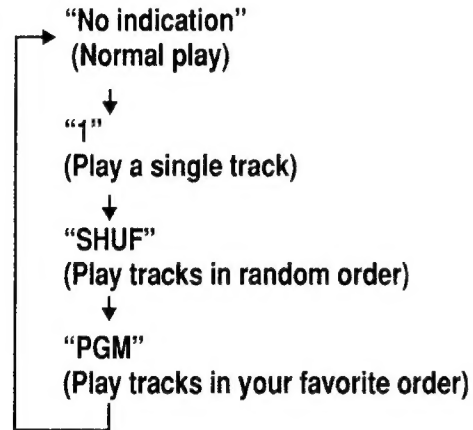 “No indication”
(Normal play)
“1”
(Play a single track)
“SHUF”
(Play tracks in random order)
“PGM”
(Play tracks in your favorite order)